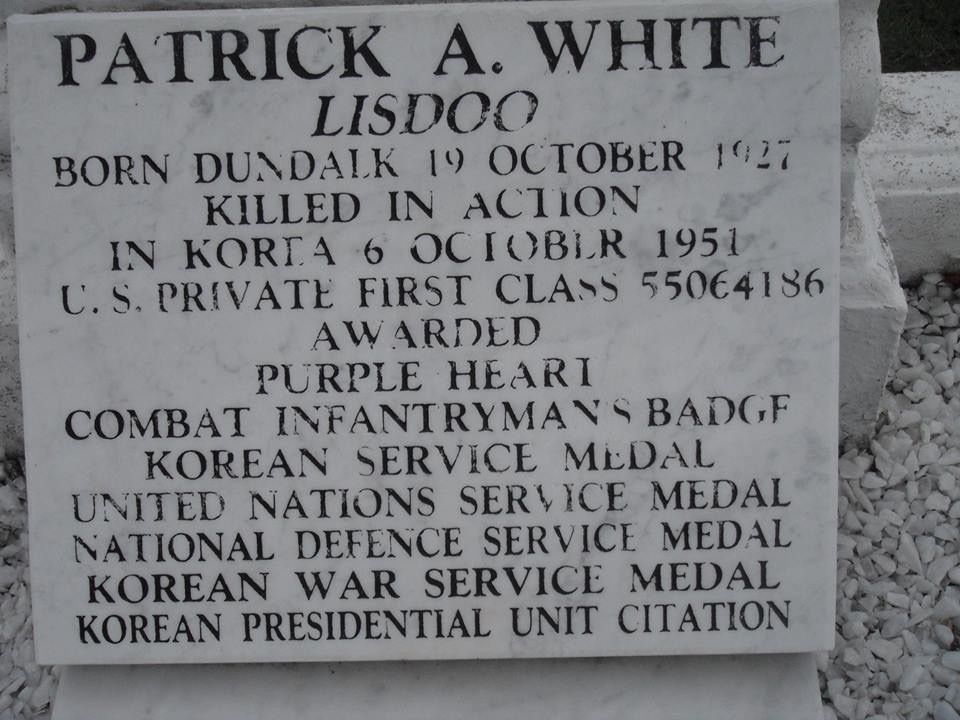 PATRICK A. WHITE
LISDOO
BORN DUNDALK 19 OCTOBER 1927
KILLED IN ACTION
IN KOREA 6 OCTOBER 1951
U.S. PRIVATE FIRST CLASS 55064186
AWARDED
PURPLE HEART
COMBAT INFANTRYMAN'S BADGE
KOREAN SERVICE MEDAL
UNITED NATIONS SERVICE MEDAL
NATIONAL DEFENCE SERVICE MEDAL
KOREAN WAR SERVICE MEDAL
KOREAN PRESIDENTIAL UNIT CITATION